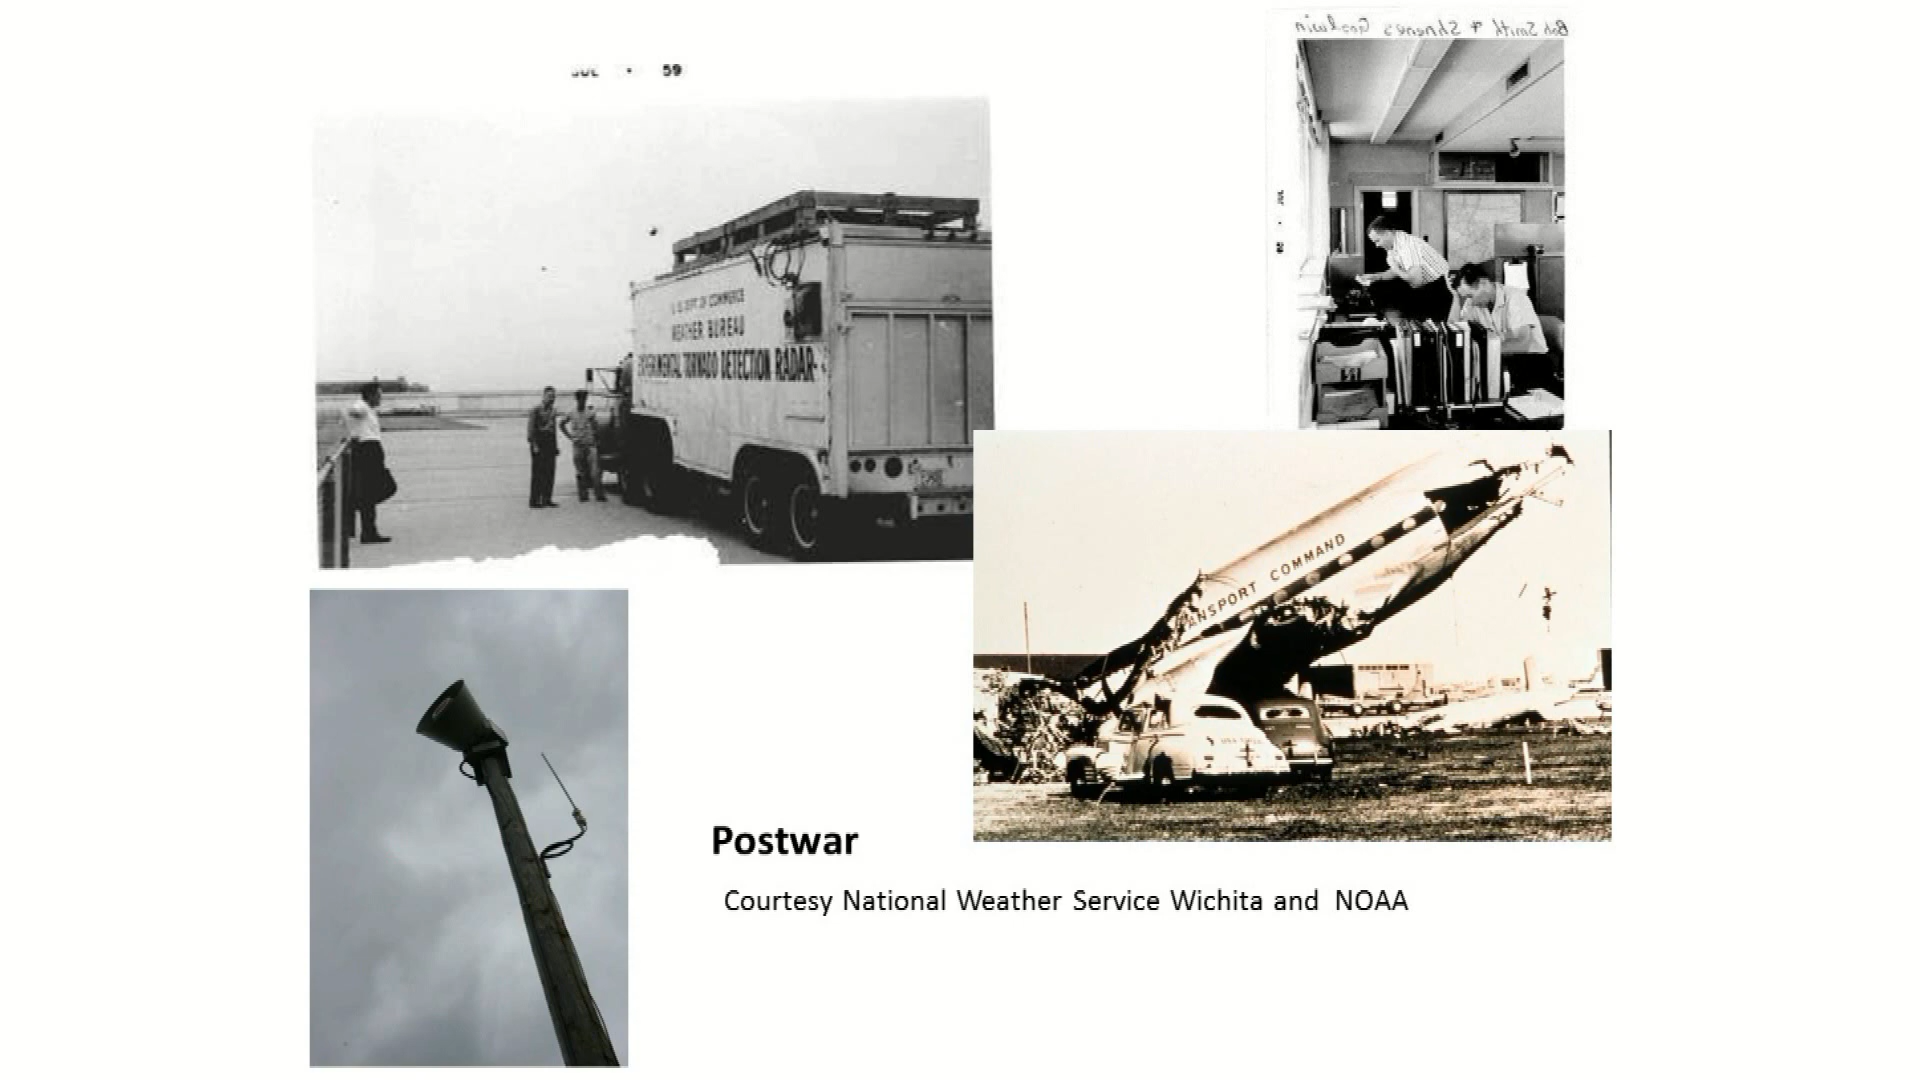 Bob Smith & Goodwin
JUL • 59
U.S. DEPT OF COMMERCE
WEATHER BUREAU
EXPERIMENTAL TORNADO DETECTION RADAR
ANSPORT COMMAND
Postwar
Courtesy National Weather Service Wichita and NOAA